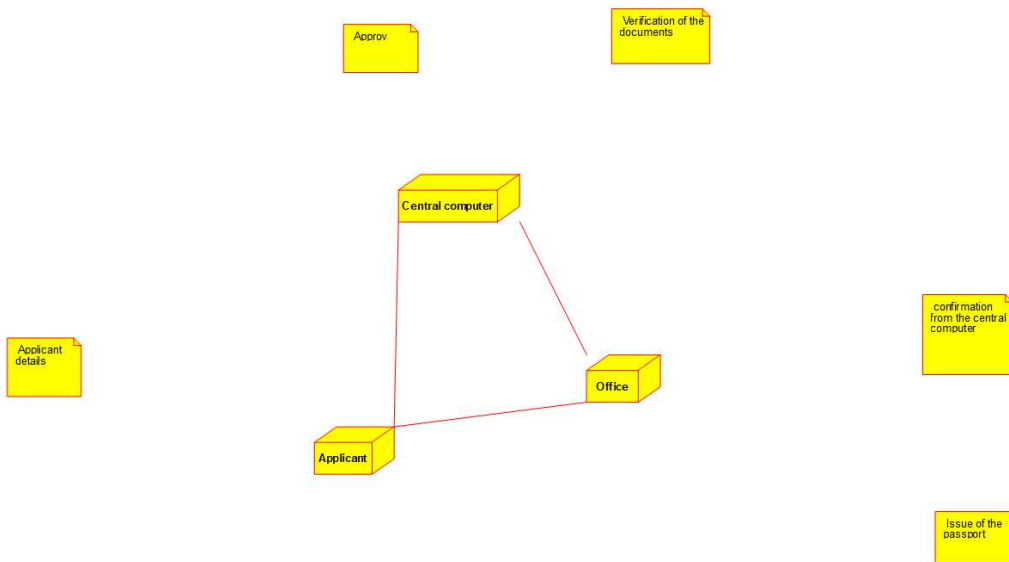 Approv
Verification of the
documents
Central computer
confirmation
from the central
computer
Applicant
details
Office
Applicant
Issue of the
passport